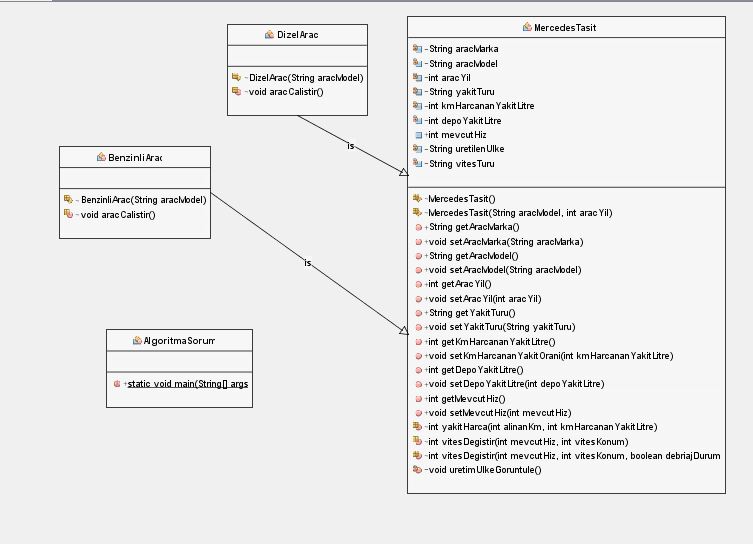 DizelArac
-DizelArac(String aracModel)
-void aracCalistir()
is
BenzinliArac
-BenzinliArac(String aracModel)
-void aracCalistir()
is
AlgoritmaSorum
+static void main(String[] args
MercedesTasit
-String aracMarka
-String aracModel
-int aracYil
-String yakitTuru
-int kmHarcananYakitLitre
-int depoYakitLitre
+int mevcutHiz
-String uretilenUlke
-String vitesTuru
-MercedesTasit()
-MercedesTasit(String aracModel, int aracYil)
+String getAracMarka()
+void setAracMarka(String aracMarka)
+String getAracModel()
+void setAracModel(String aracModel)
+int getAracYil()
+void setAracYil(int aracYil)
+String getYakitTuru()
+void setYakitTuru(String yakitTuru)
+int getKmHarcananYakitLitre()
+void setKmHarcananYakitOrani(int kmHarcananYakitLitre)
+int getDepoYakitLitre()
+void setDepoYakitLitre(int depoYakitLitre)
+int getMevcutHiz()
+void setMevcutHiz(int mevcutHiz)
-int yakitHarca(int alinanKm, int kmHarcananYakitLitre)
-int vitesDegistir(int mevcutHiz, int vitesKonum)
-int vitesDegistir(int mevcutHiz, int vitesKonum, boolean debriajDurum
-void uretimUlkeGoruntule()